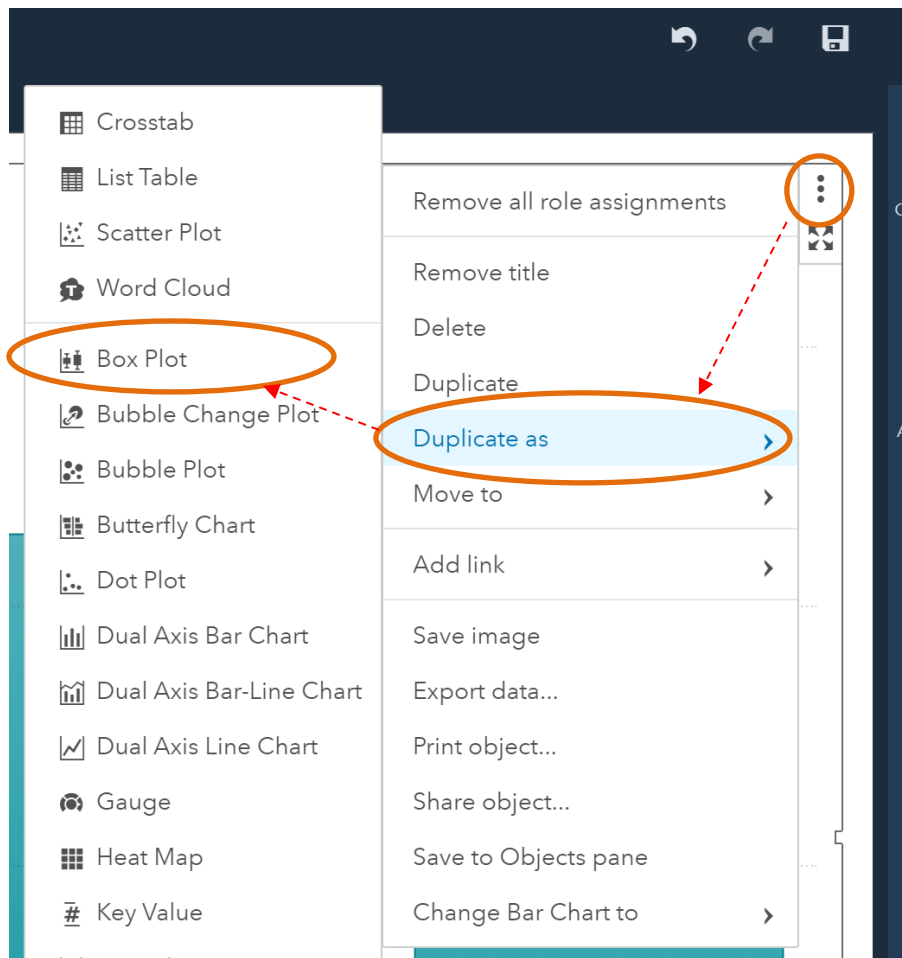 Crosstab
List Table
Scatter Plot
Word Cloud
Box Plot
Bubble Change Plot
Bubble Plot
Butterfly Chart
Dot Plot
Dual Axis Bar Chart
Dual Axis Bar-Line Chart
Dual Axis Line Chart
Gauge
Heat Map
Key Value
Remove all role assignments
Remove title
Delete
Duplicate
Duplicate as
Move to
Add link
Save image
Export data...
Print object...
Share object...
Save to Objects pane
Change Bar Chart to